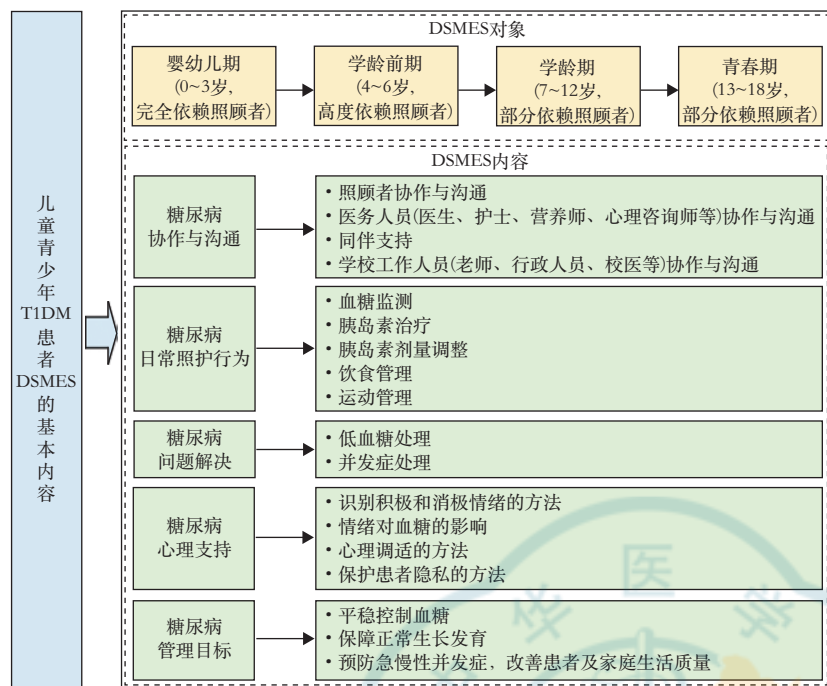 儿
童
青
少
年
T1DM
患
者
DSMES
的
基
本
内
容
DSMES对象
婴幼儿期
(0~3岁,
完全依赖照顾者)
学龄前期
(4~6岁,
高度依赖照顾者)
学龄期
(7~12岁,
部分依赖照顾者)
青春期
(13~18岁,
部分依赖照顾者)
DSMES内容
糖尿病
协作与沟通
·照顾者协作与沟通
·医务人员(医生、护士、营养师、心理咨询师等)协作与沟通
·同伴支持
·学校工作人员(老师、行政人员、校医等)协作与沟通
糖尿病
日常照护行为
·血糖监测
·胰岛素治疗
·胰岛素剂量调整
·饮食管理
·运动管理
糖尿病
问题解决
·低血糖处理
·并发症处理
糖尿病
心理支持
·识别积极和消极情绪的方法
·情绪对血糖的影响
·心理调适的方法
·保护患者隐私的方法
糖尿病
管理目标
·平稳控制血糖
·保障正常生长发育
·预防急慢性并发症，改善患者及家庭生活质量
华医学